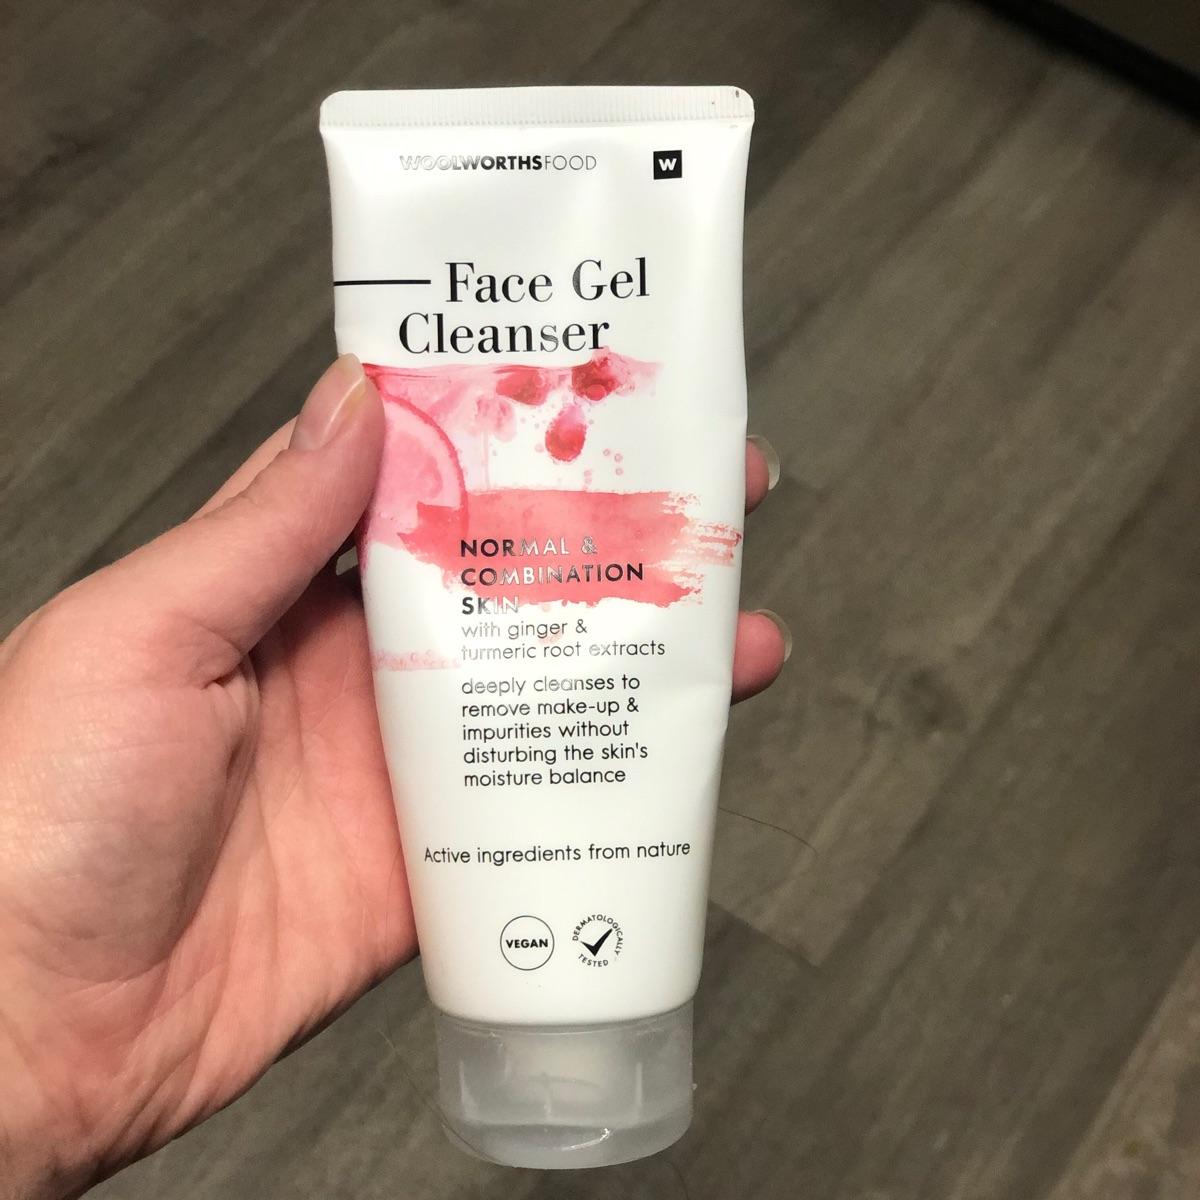 WOOLWORTHSFOOD W
Face Gel
Cleanser
NORMAL &
COMBINATION
SKIN
with ginger &
turmeric root extracts
deeply cleanses to
remove make-up &
impurities without
disturbing the skin's
moisture balance
Active ingredients from nature
VEGAN
DERMATOLOGICALLY
TESTED